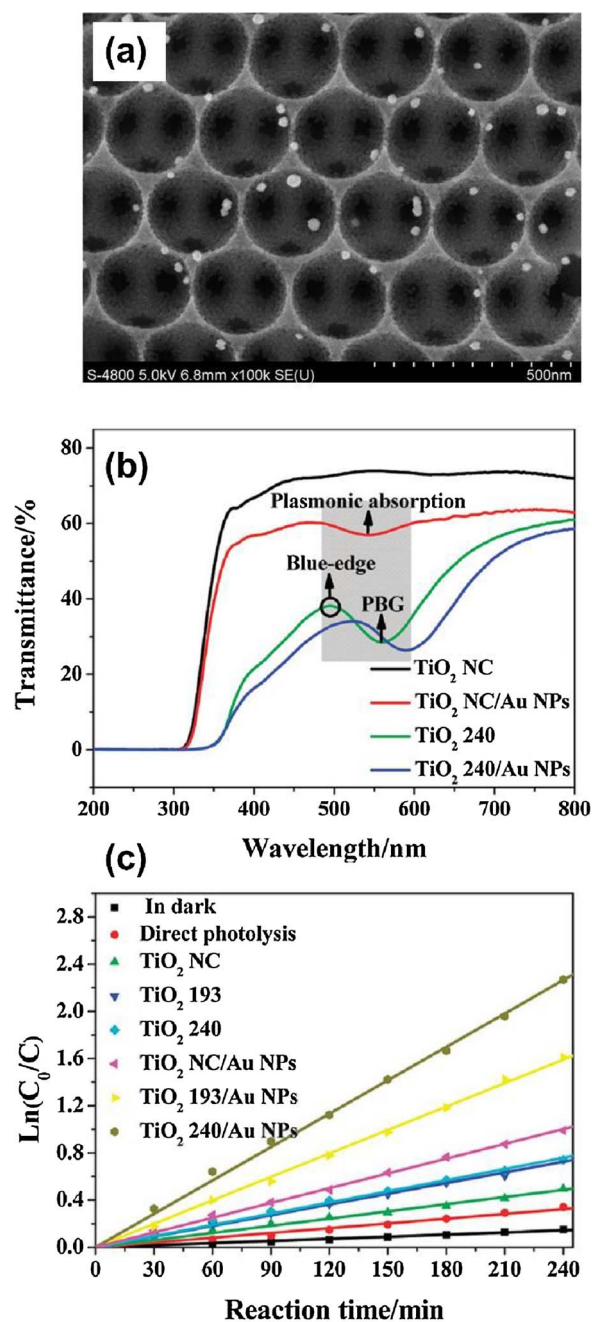 (a)
S-4800 5.0kV 6.8mm x100k SE(U)
500nm
(b)
Transmittance/%
80
60
40
20
0
Plasmonic absorption
Blue-edge
PBG
TiO₂ NC
TiO₂ NC/Au NPs
TiO₂ 240
TiO₂ 240/Au NPs
200 300 400 500 600 700 800
Wavelength/nm
(c)
Ln(C₀/C)
2.8
2.4
2.0
1.6
1.2
0.8
0.4
0.0
In dark
Direct photolysis
TiO₂ NC
TiO₂ 193
TiO₂ 240
TiO₂ NC/Au NPs
TiO₂ 193/Au NPs
TiO₂ 240/Au NPs
0 30 60 90 120 150 180 210 240
Reaction time/min